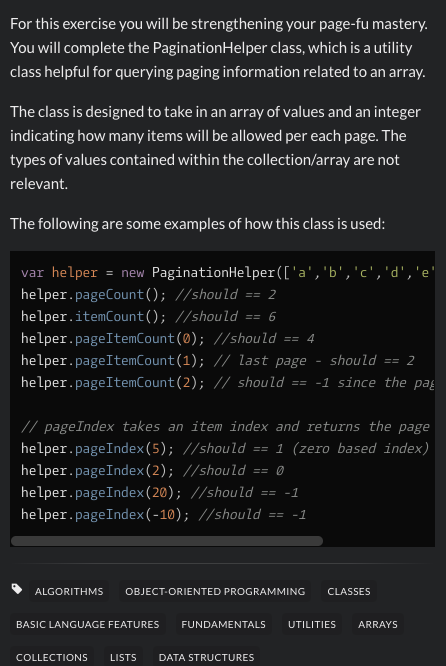 For this exercise you will be strengthening your page-fu mastery.
You will complete the PaginationHelper class, which is a utility
class helpful for querying paging information related to an array.
The class is designed to take in an array of values and an integer
indicating how many items will be allowed per each page. The
types of values contained within the collection/array are not
relevant.
The following are some examples of how this class is used:
var helper = new PaginationHelper(['a','b','c','d','e'
helper.pageCount(); //should == 2
helper.itemCount(); //should == 6
helper.pageItemCount(0); //should == 4
helper.pageItemCount(1); // last page - should == 2
helper.pageItemCount(2); // should == -1 since the pag
// pageIndex takes an item index and returns the page
helper.pageIndex(5); //should == 1 (zero based index)
helper.pageIndex(2); //should == 0
helper.pageIndex(20); //should == -1
helper.pageIndex(-10); //should == -1
ALGORITHMS OBJECT-ORIENTED PROGRAMMING CLASSES
BASIC LANGUAGE FEATURES FUNDAMENTALS UTILITIES ARRAYS
COLLECTIONS LISTS DATA STRUCTURES